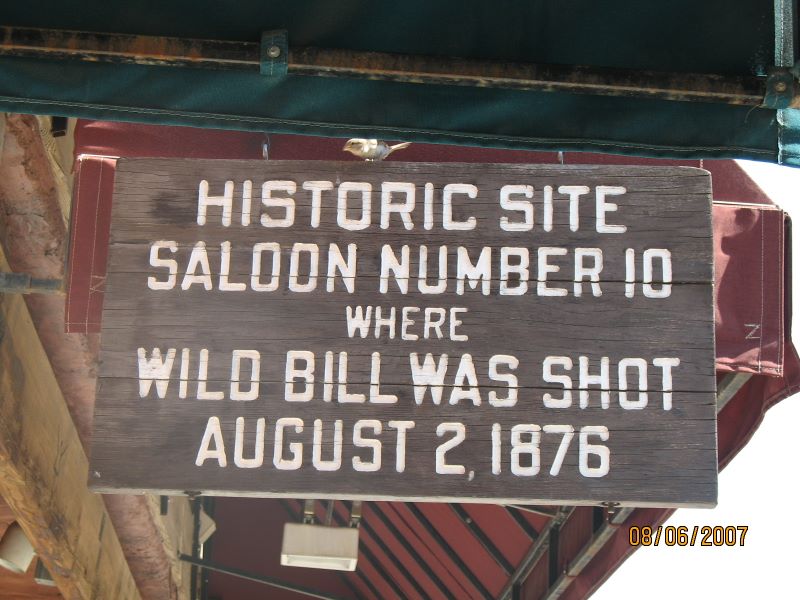 HISTORIC SITE
SALOON NUMBER 10
WHERE
WILD BILL WAS SHOT
AUGUST 2, 1876
08/06/2007